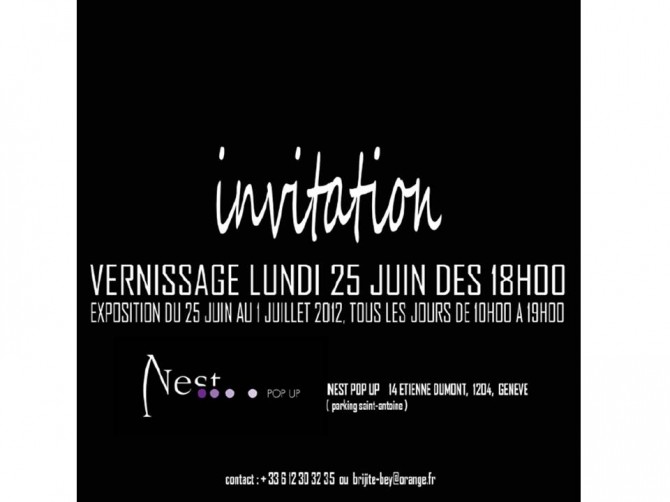 invitation
VERNISSAGE LUNDI 25 JUIN DES 18H00
EXPOSITION DU 25 JUIN AU 1 JUILLET 2012, TOUS LES JOURS DE 10H00 A 19H00
Nest POP UP
NEST POP UP 14 ETIENNE DUMONT, 1204, GENEVE
( parking saint-antoine )
contact : + 33 6 12 30 32 35 ou brijite-bey@orange.fr